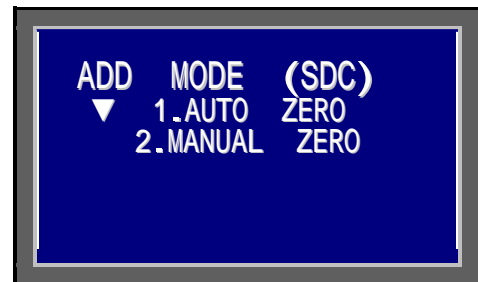 ADD MODE (SDC)
▼ 1.AUTO ZERO
2.MANUAL ZERO